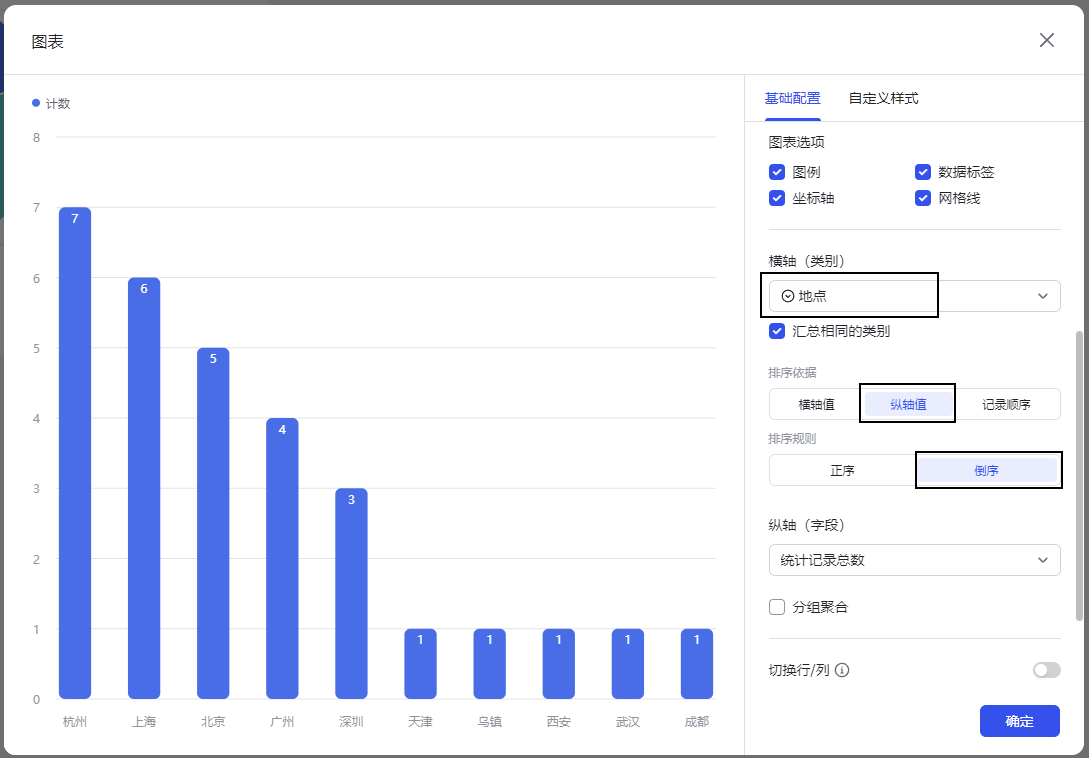 图表
计数
8
7
6
5
4
3
2
1
0
7
6
5
4
3
1
1
1
1
1
杭州 上海 北京 广州 深圳 天津 乌镇 西安 武汉 成都
基础配置 自定义样式
图表选项
图例 数据标签
坐标轴 网格线
横轴（类别）
地点
汇总相同的类别
排序依据
横轴值 纵轴值 记录顺序
排序规则
正序 倒序
纵轴（字段）
统计记录总数
分组聚合
切换行/列
确定